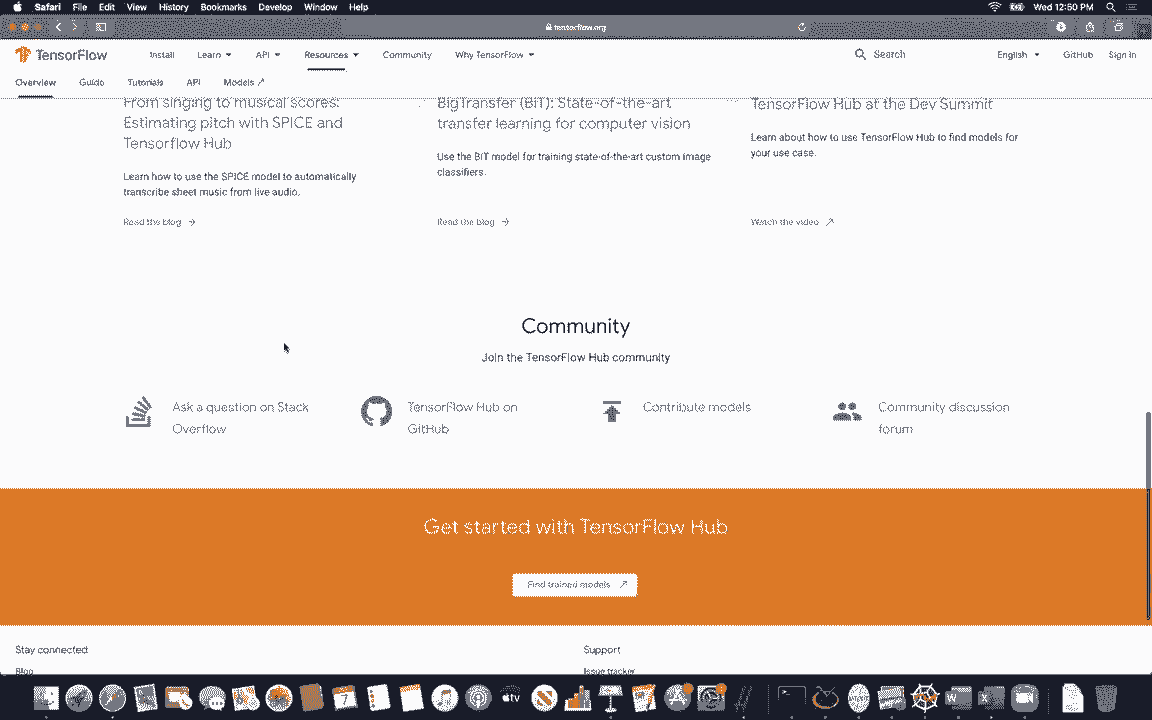 Safari File Edit View History Bookmarks Develop Window Help Wed 12:50 PM
tensorflow.org
TensorFlow Install Learn API Resources Community Why TensorFlow Search English GitHub Sign in
Overview Guide Tutorials API Models
From singing to musical scores:
Estimating pitch with SPICE and
Tensorflow Hub
Learn how to use the SPICE model to automatically
transcribe sheet music from live audio.
Read the blog
BigTransfer (BiT): State-of-the-art
transfer learning for computer vision
Use the BiT model for training state-of-the-art custom image
classifiers.
Read the blog
TensorFlow Hub at the Dev Summit
Learn about how to use TensorFlow Hub to find models for
your use case.
Watch the video
Community
Join the TensorFlow Hub community
Ask a question on Stack
Overflow
TensorFlow Hub on
GitHub
Contribute models
Community discussion
forum
Get started with TensorFlow Hub
Find trained models
Stay connected
Blog
Support
Issue tracker
7
tv
W
X